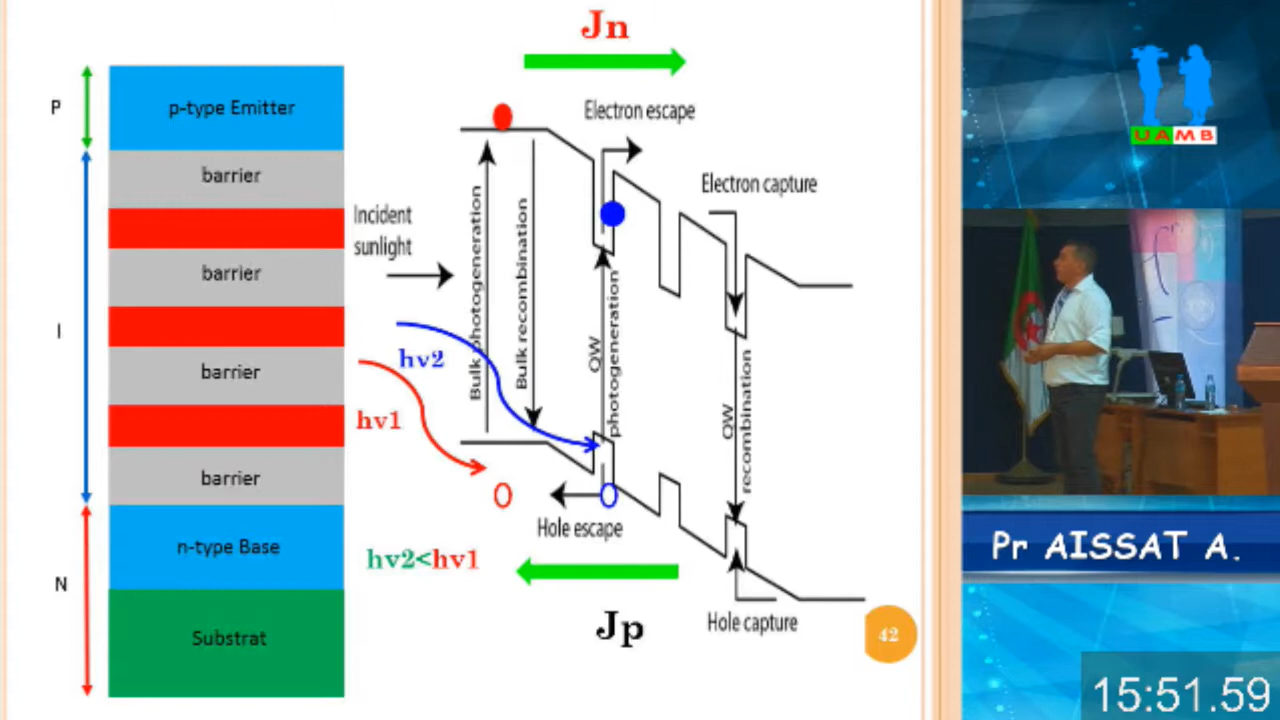 Jn
P
p-type Emitter
barrier
barrier
I
barrier
barrier
n-type Base
N
Substrat
Incident
sunlight
hv2
hv1
hv2<hv1
Electron escape
Electron capture
Bulk photogeneration
Bulk recombination
QW
photogeneration
QW
recombination
Hole escape
Hole capture
Jp
42
UAMB
Pr AISSAT A.
15:51.59